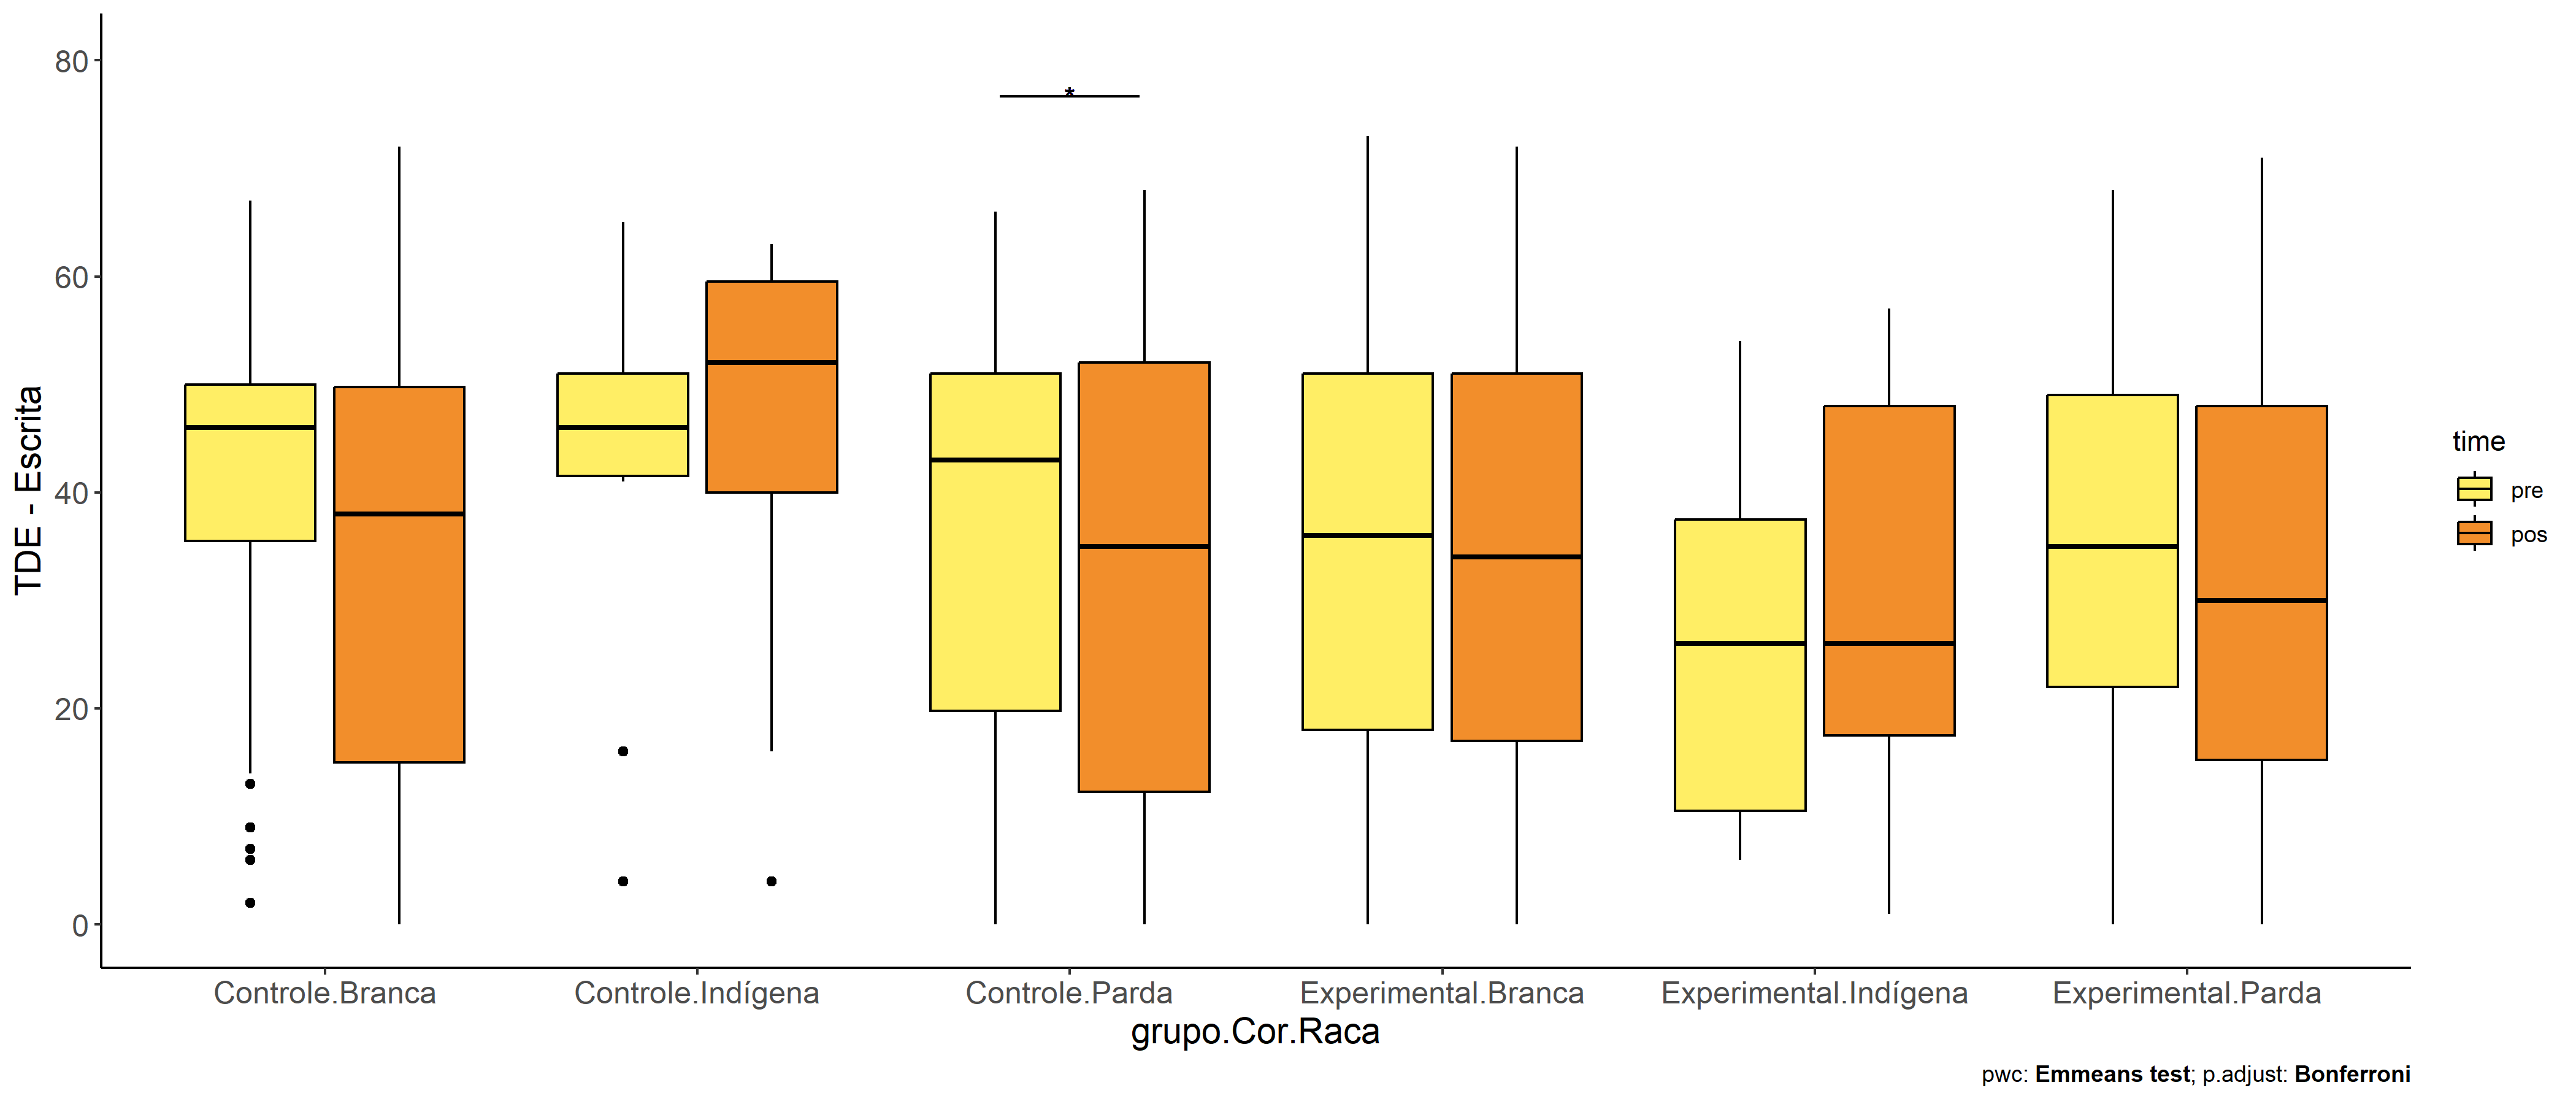 80
60
40
20
0
TDE - Escrita
*
Controle.Branca
Controle.Indígena
Controle.Parda
Experimental.Branca
Experimental.Indígena
Experimental.Parda
grupo.Cor.Raca
time
pre
pos
pwc: Emmeans test; p.adjust: Bonferroni